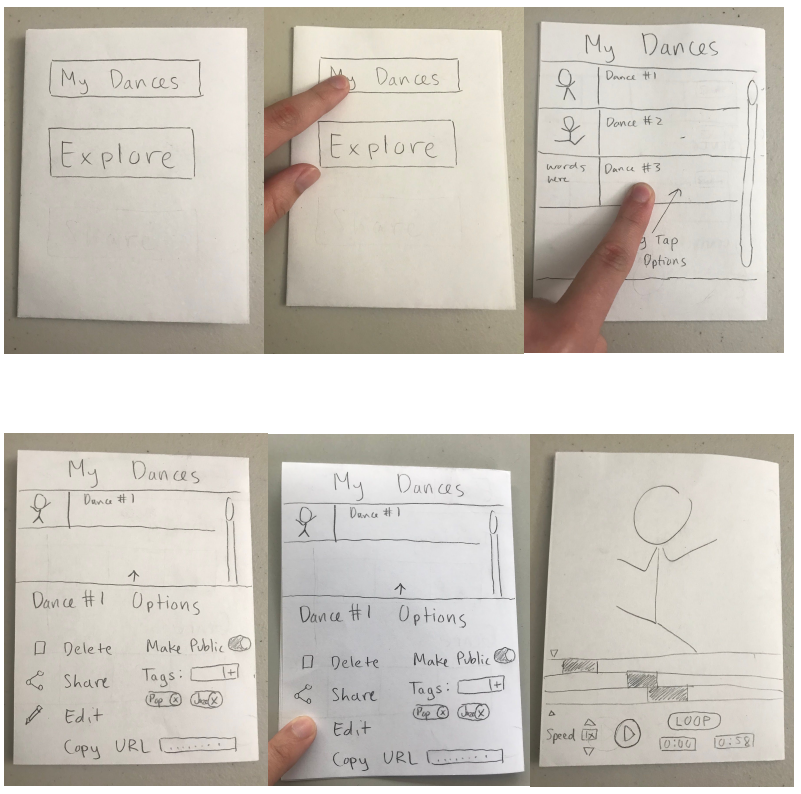 My Dances
Explore
My Dances
Explore
My Dances
Dance #1
Dance #2
words here
Dance #3
Tap
Options
My Dances
Dance #1
Dance #1 Options
Delete
Make Public
Share
Tags: +
Pop x Jazz x
Edit
Copy URL
My Dances
Dance #1
Dance #1 Options
Delete
Make Public
Share
Tags: +
Pop x Jazz x
Edit
Copy URL
LOOP
Speed 1x
0:00 0:58